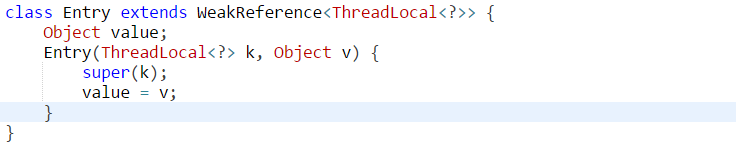 class Entry extends WeakReference<ThreadLocal<?>> {
    Object value;
    Entry(ThreadLocal<?> k, Object v) {
        super(k);
        value = v;
    }
}